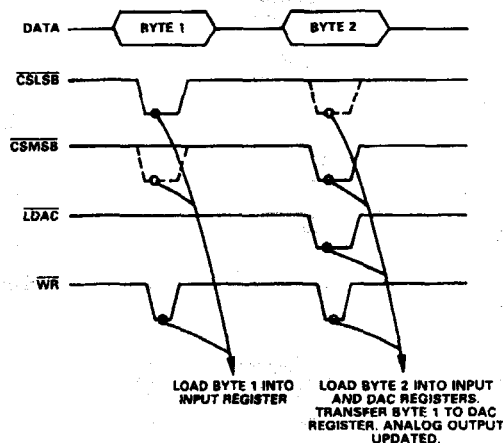 DATA
BYTE 1
BYTE 2
CSLSB
CSMSB
LDAC
WR
LOAD BYTE 1 INTO
INPUT REGISTER
LOAD BYTE 2 INTO INPUT
AND DAC REGISTERS.
TRANSFER BYTE 1 TO DAC
REGISTER. ANALOG OUTPUT
UPDATED.